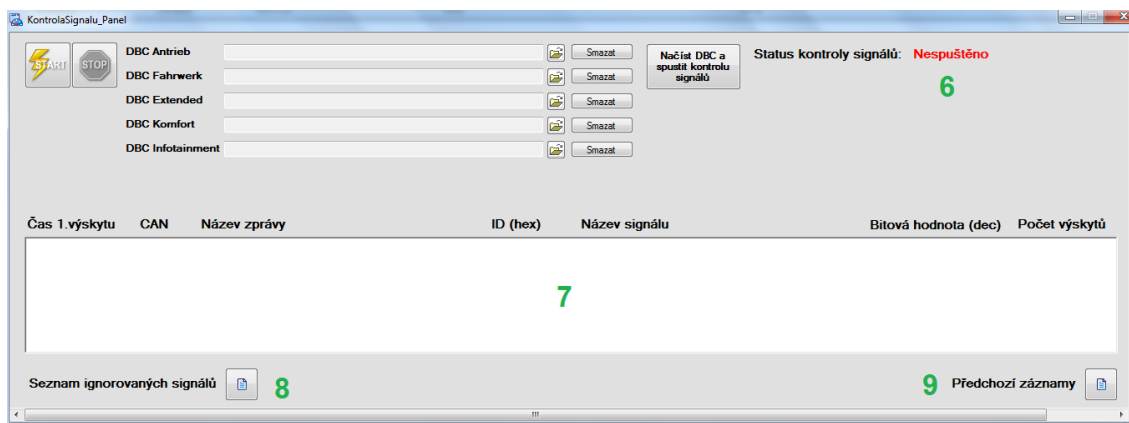 KontrolaSignalu_Panel
START
STOP
DBC Antrieb
Smazat
DBC Fahrwerk
Smazat
DBC Extended
Smazat
DBC Komfort
Smazat
DBC Infotainment
Smazat
Načíst DBC a
spustit kontrolu
signálů
Status kontroly signálů: Nespuštěno
6
Čas 1.výskytu CAN Název zprávy ID (hex) Název signálu Bitová hodnota (dec) Počet výskytů
7
Seznam ignorovaných signálů 8
9 Předchozí záznamy